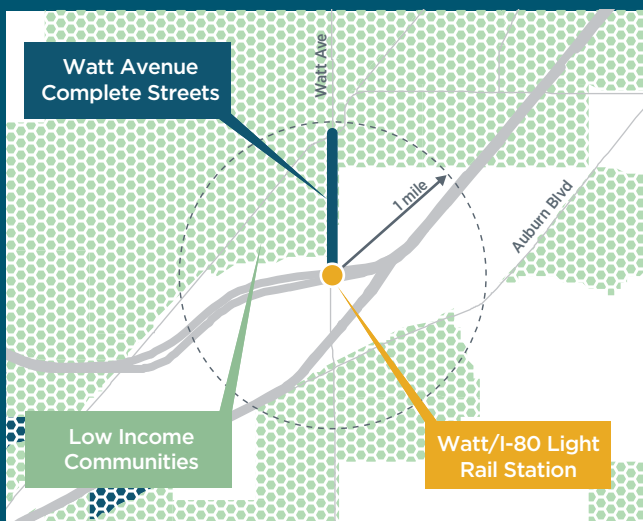 Watt Avenue
Complete Streets
Watt Ave
1 mile
Auburn Blvd
Low Income
Communities
Watt/I-80 Light
Rail Station